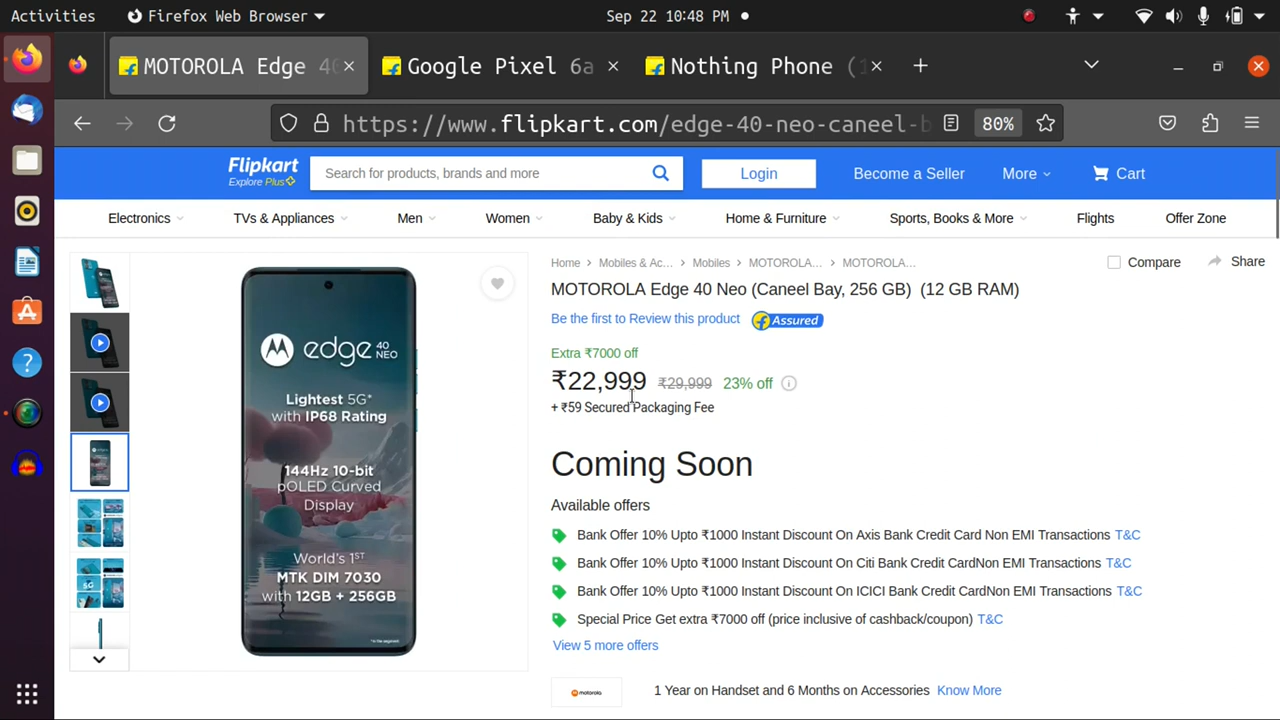 Activities
Firefox Web Browser
Sep 22 10:48 PM
MOTOROLA Edge 40
Google Pixel 6a
Nothing Phone (1
https://www.flipkart.com/edge-40-neo-caneel-b
80%
Flipkart
Explore Plus
Search for products, brands and more
Login
Become a Seller
More
Cart
Electronics
TVs & Appliances
Men
Women
Baby & Kids
Home & Furniture
Sports, Books & More
Flights
Offer Zone
Home
Mobiles & Ac...
Mobiles
MOTOROLA...
MOTOROLA...
Compare
Share
MOTOROLA Edge 40 Neo (Caneel Bay, 256 GB) (12 GB RAM)
Be the first to Review this product
Assured
Extra ₹7000 off
₹22,999 ₹29,999 23% off
+ ₹59 Secured Packaging Fee
Coming Soon
Available offers
Bank Offer 10% Upto ₹1000 Instant Discount On Axis Bank Credit Card Non EMI Transactions T&C
Bank Offer 10% Upto ₹1000 Instant Discount On Citi Bank Credit CardNon EMI Transactions T&C
Bank Offer 10% Upto ₹1000 Instant Discount On ICICI Bank Credit CardNon EMI Transactions T&C
Special Price Get extra ₹7000 off (price inclusive of cashback/coupon) T&C
View 5 more offers
motorola
1 Year on Handset and 6 Months on Accessories Know More
edge 40 NEO
Lightest 5G*
with IP68 Rating
144Hz 10-bit
pOLED Curved
Display
World's 1ST
MTK DIM 7030
with 12GB + 256GB